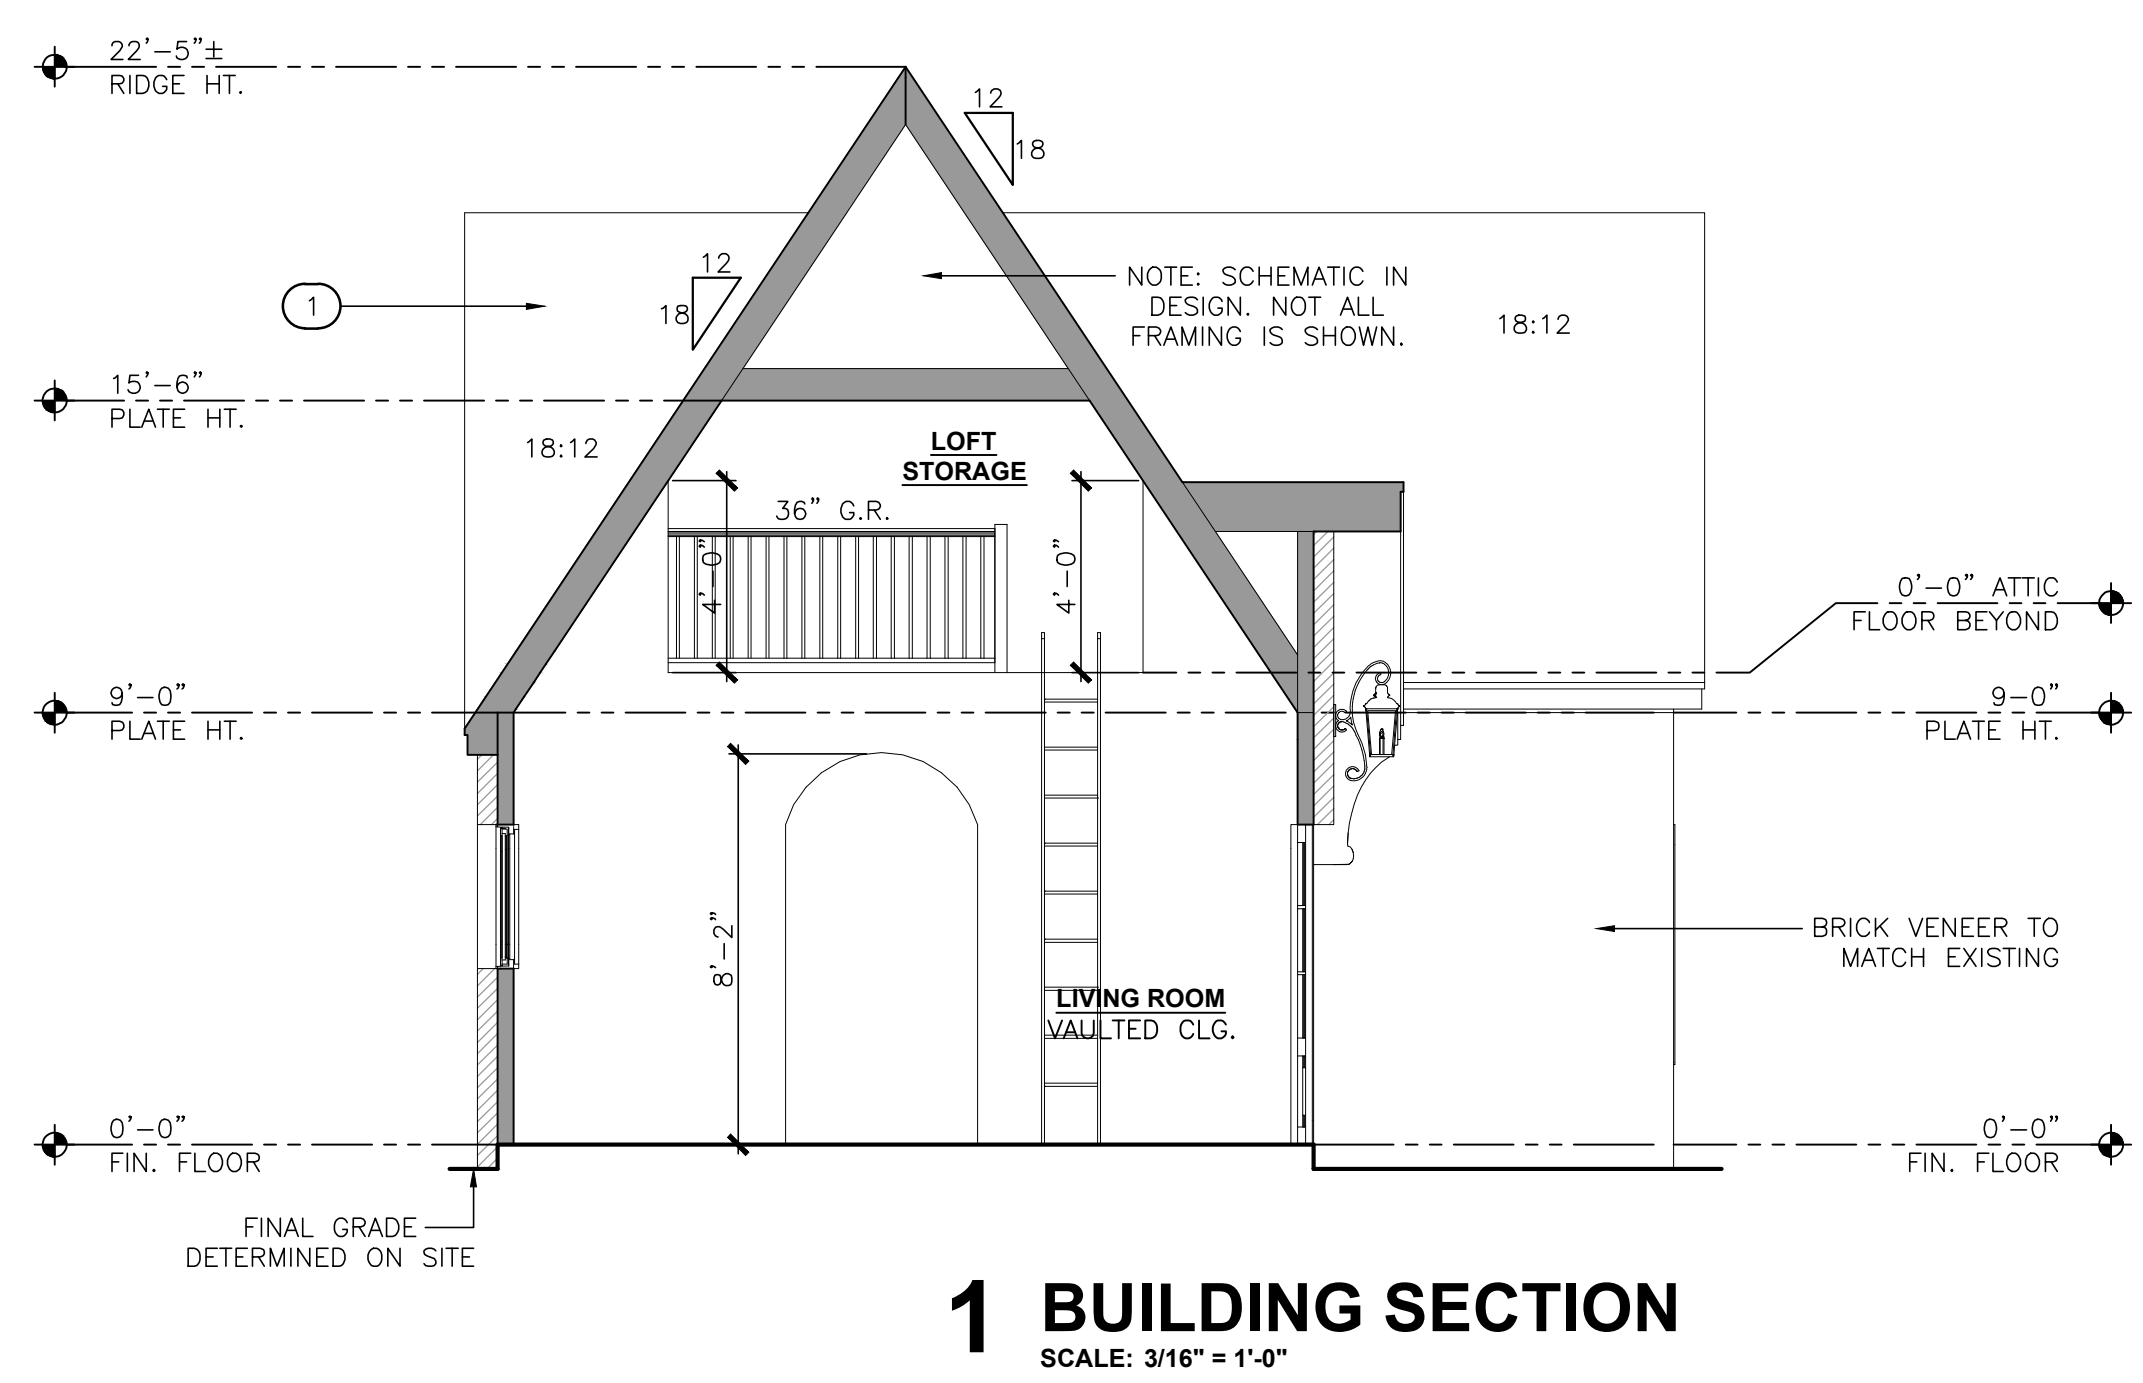 22'-5"±
RIDGE HT.
12
18
12
18
1
NOTE: SCHEMATIC IN
DESIGN. NOT ALL
FRAMING IS SHOWN.
18:12
15'-6"
PLATE HT.
18:12
LOFT
STORAGE
36" G.R.
4'-0"
4'-0"
0'-0" ATTIC
FLOOR BEYOND
9'-0"
PLATE HT.
9-0"
PLATE HT.
8'-2"
BRICK VENEER TO
MATCH EXISTING
LIVING ROOM
VAULTED CLG.
0'-0"
FIN. FLOOR
0'-0"
FIN. FLOOR
FINAL GRADE
DETERMINED ON SITE
1 BUILDING SECTION
SCALE: 3/16" = 1'-0"